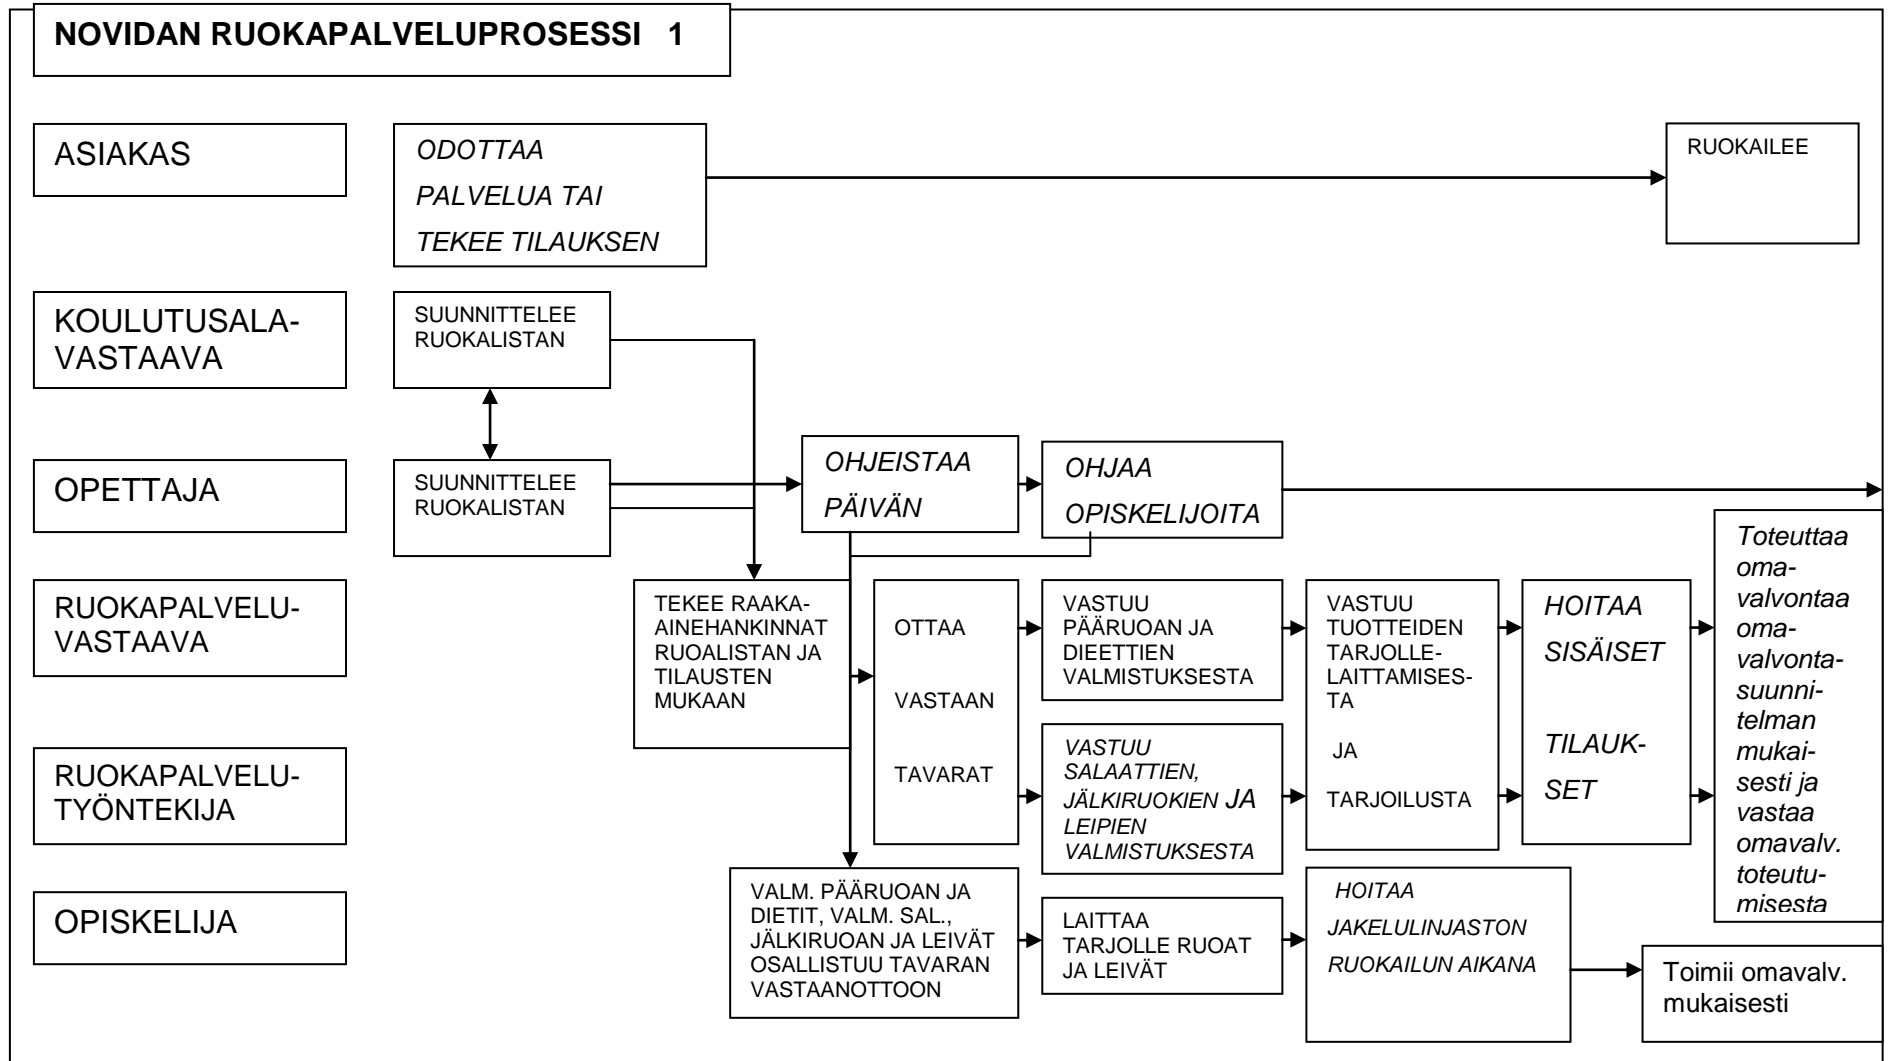 NOVIDAN RUOKAPALVELUPROSESSI 1
ASIAKAS
ODOTTAA
PALVELUA TAI
TEKEE TILAUKSEN
RUOKAILEE
KOULUTUSALA-
VASTAAVA
SUUNNITTELEE
RUOKALISTAN
OPETTAJA
SUUNNITTELEE
RUOKALISTAN
OHJEISTAA
PÄIVÄN
OHJAA
OPISKELIJOITA
RUOKAPALVELU-
VASTAAVA
TEKEE RAAKA-
AINEHANKINNAT
RUOALISTAN JA
TILAUSTEN
MUKAAN
OTTAA
VASTAAN
TAVARAT
VASTUU
PÄÄRUOAN JA
DIEETTIEN
VALMISTUKSESTA
VASTUU
TUOTTEIDEN
TARJOLLE-
LAITTAMISES-
TA
JA
TARJOILUSTA
HOITAA
SISÄISET
TILAUK-
SET
Toteuttaa
oma-
valvontaa
oma-
valvonta-
suunni-
telman
mukai-
sesti ja
vastaa
omavalv.
toteutu-
misesta
RUOKAPALVELU-
TYÖNTEKIJA
VASTUU
SALAATTIEN,
JÄLKIRUOKIEN JA
LEIPIEN
VALMISTUKSESTA
OPISKELIJA
VALM. PÄÄRUOAN JA
DIETIT, VALM. SAL.,
JÄLKIRUOAN JA LEIVÄT
OSALLISTUU TAVARAN
VASTAANOTTOON
LAITTAA
TARJOLLE RUOAT
JA LEIVÄT
HOITAA
JAKELULINJASTON
RUOKAILUN AIKANA
Toimii omavalv.
mukaisesti